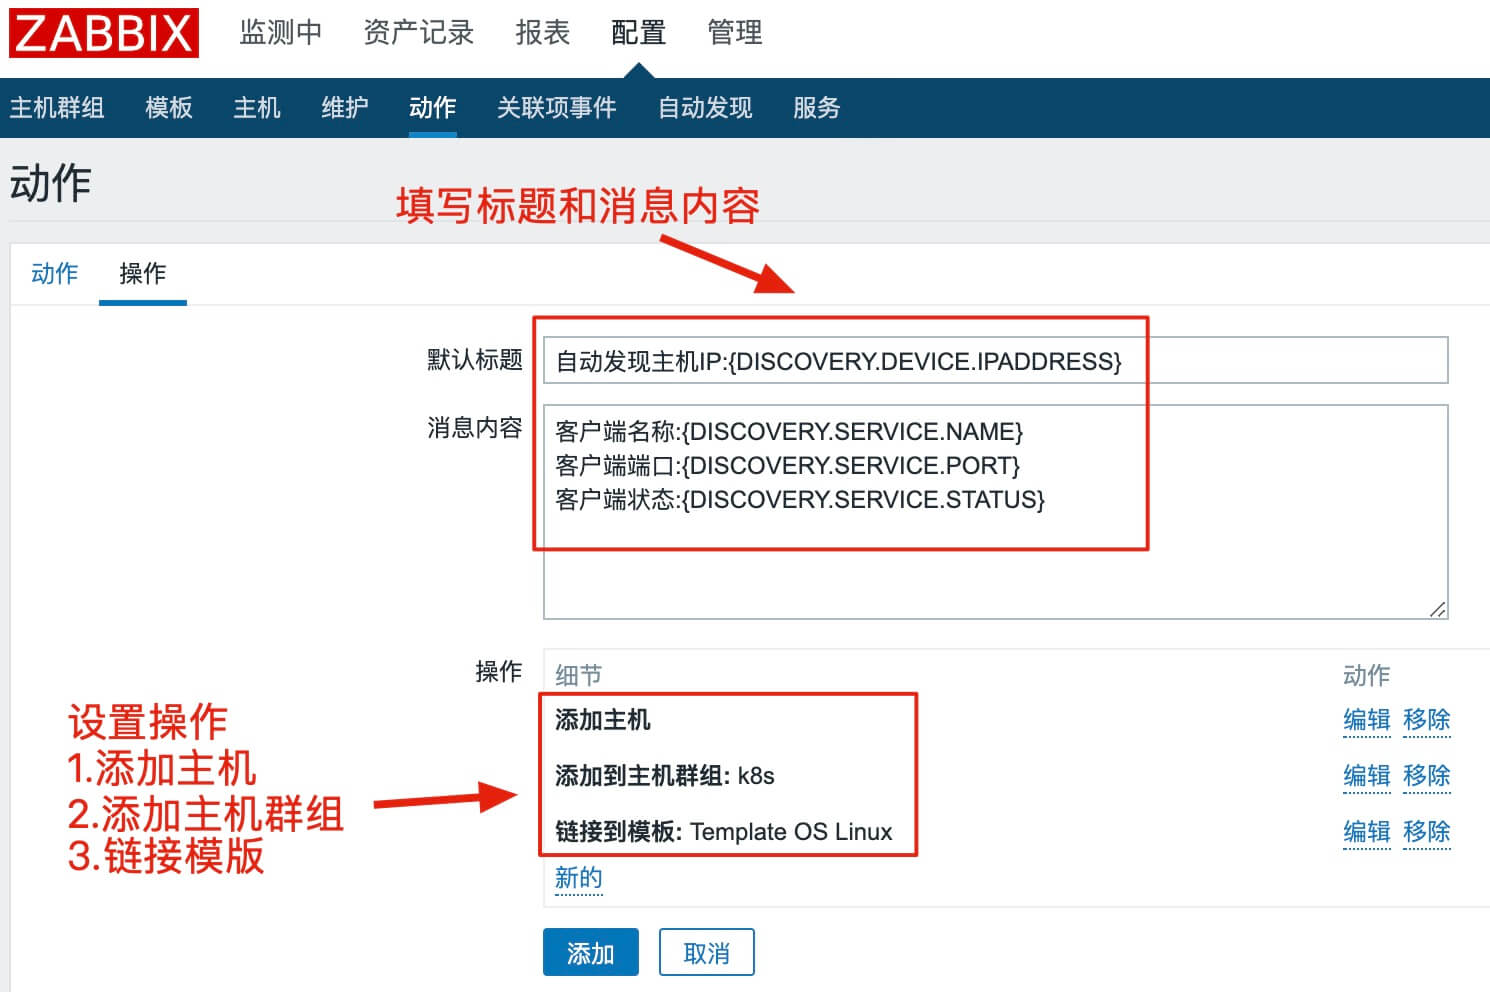 ZABBIX 监测中 资产记录 报表 配置 管理
主机群组 模板 主机 维护 动作 关联项事件 自动发现 服务
动作
填写标题和消息内容
动作 操作
默认标题 自动发现主机IP:{DISCOVERY.DEVICE.IPADDRESS}
消息内容 客户端名称:{DISCOVERY.SERVICE.NAME}
客户端端口:{DISCOVERY.SERVICE.PORT}
客户端状态:{DISCOVERY.SERVICE.STATUS}
操作 细节 动作
添加主机 编辑 移除
添加到主机群组: k8s 编辑 移除
链接到模板: Template OS Linux 编辑 移除
新的
设置操作
1.添加主机
2.添加主机群组
3.链接模版
添加 取消